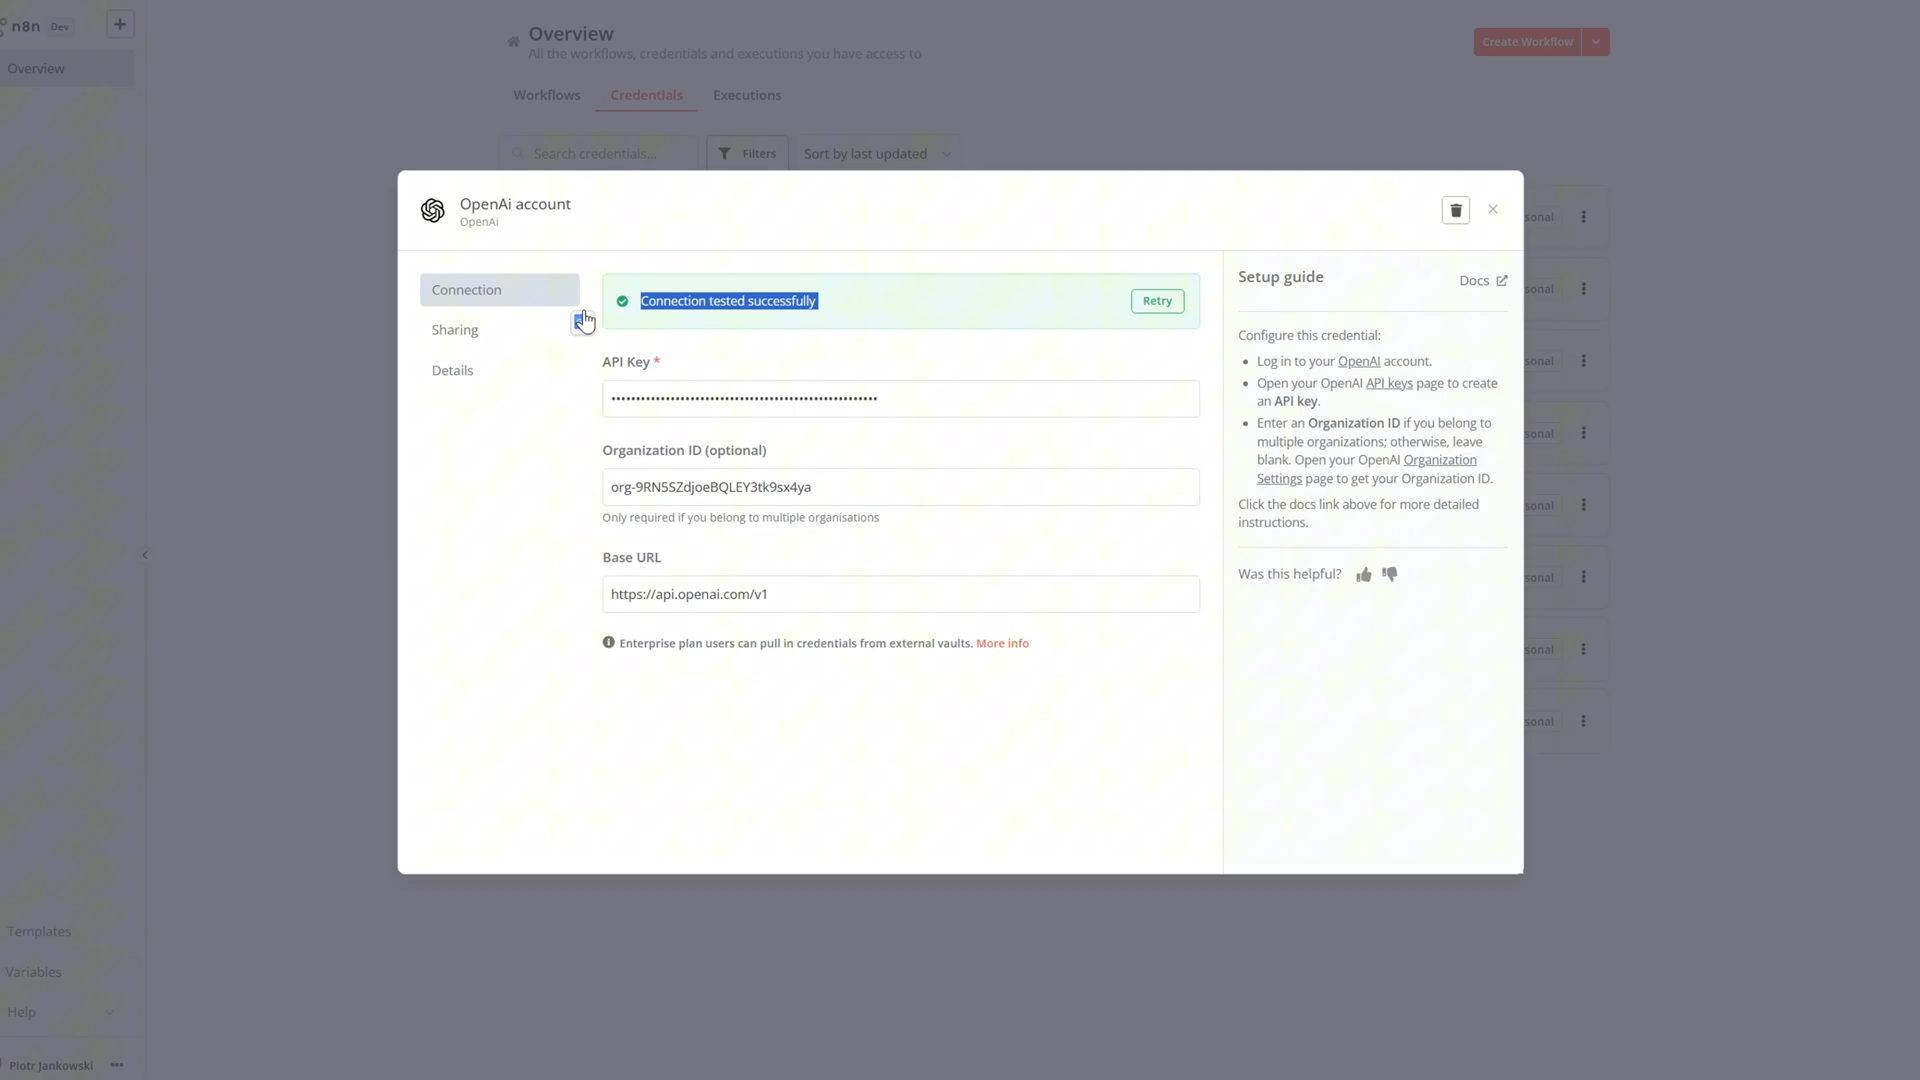 n8n Dev
Overview
Overview
All the workflows, credentials and executions you have access to
Create Workflow
Workflows Credentials Executions
Search credentials... Filters Sort by last updated
OpenAi account
OpenAi
Connection
Sharing
Details
Connection tested successfully Retry
API Key *
••••••••••••••••••••••••••••••••••••••••••••••••••••••
Organization ID (optional)
org-9RN5SZdjoeBQLEY3tk9sx4ya
Only required if you belong to multiple organisations
Base URL
https://api.openai.com/v1
Enterprise plan users can pull in credentials from external vaults. More info
Setup guide Docs
Configure this credential:
• Log in to your OpenAI account.
• Open your OpenAI API keys page to create
an API key.
• Enter an Organization ID if you belong to
multiple organizations; otherwise, leave
blank. Open your OpenAI Organization
Settings page to get your Organization ID.
Click the docs link above for more detailed
instructions.
Was this helpful?
sonal
sonal
sonal
sonal
sonal
sonal
sonal
sonal
Templates
Variables
Help
Piotr Jankowski